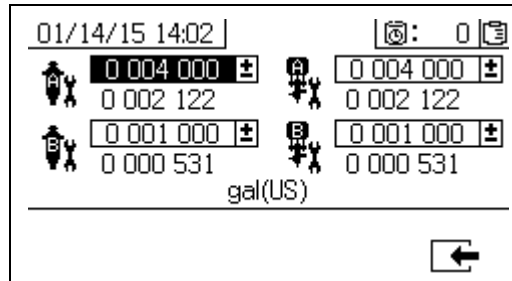 01/14/15 14:02 : 0
A 0 004 000 ± A 0 004 000 ±
0 002 122 0 002 122
B 0 001 000 ± B 0 001 000 ±
0 000 531 0 000 531
gal(US)